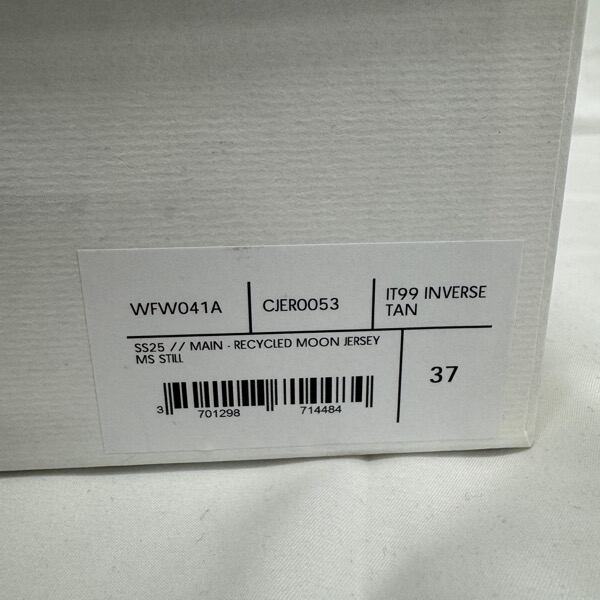 WFW041A
CJER0053
IT99 INVERSE
TAN
SS25 // MAIN - RECYCLED MOON JERSEY
MS STILL
37
3 701298 714484